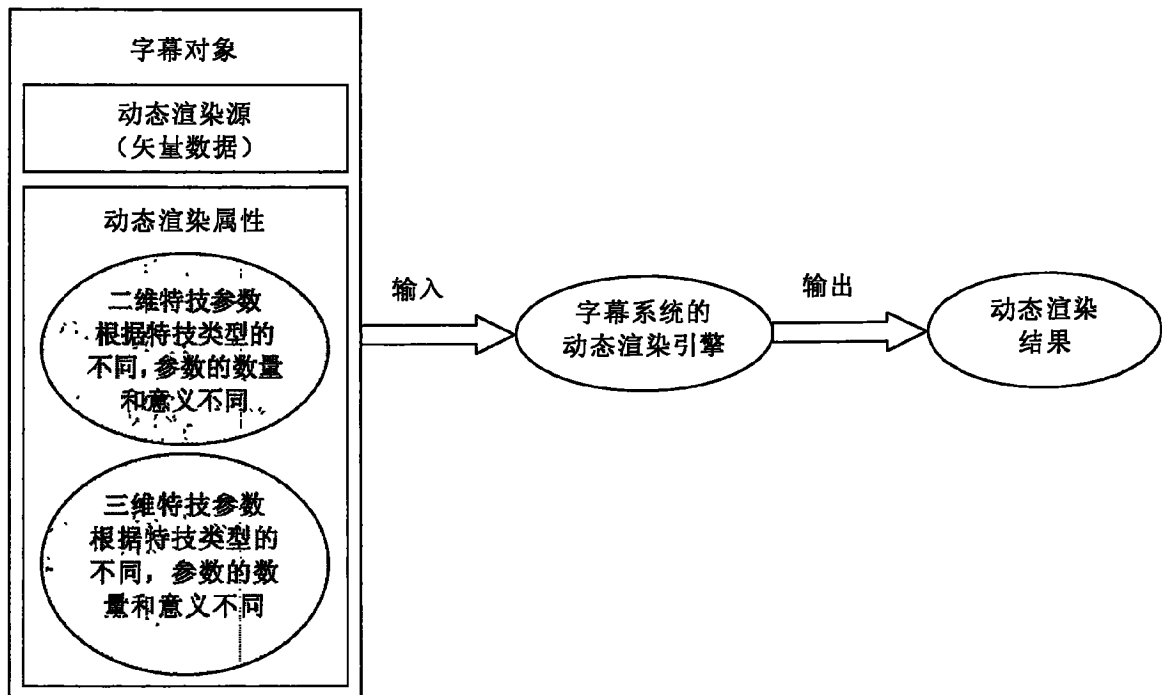 字幕对象
动态渲染源
（矢量数据）
动态渲染属性
二维特技参数
根据特技类型的
不同，参数的数量
和意义不同
三维特技参数
根据特技类型的
不同，参数的数
量和意义不同
输入
字幕系统的
动态渲染引擎
输出
动态渲染
结果